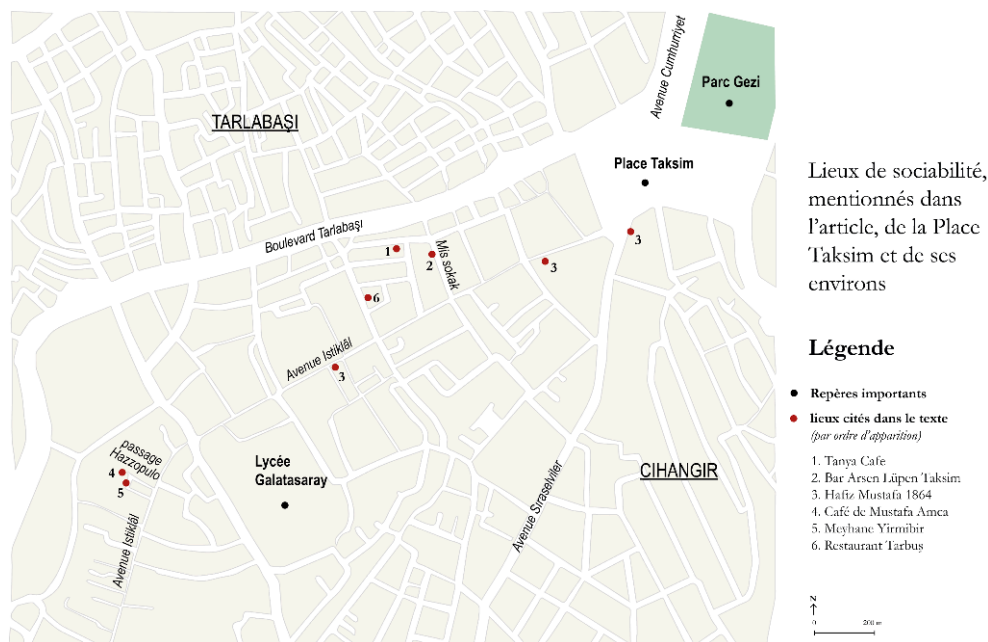 Avenue Cumhurriyet
Parc Gezi
TARLABAŞI
Place Taksim
Boulevard Tarlabaşı
3
1
2
Mis sokak
3
6
Avenue Istiklâl
3
passage
Hazzopulo
4
5
Lycée
Galatasaray
CIHANGIR
Avenue Sıraselviler
Avenue Istiklâl
Lieux de sociabilité,
mentionnés dans
l’article, de la Place
Taksim et de ses
environs
Légende
Repères importants
lieux cités dans le texte
(par ordre d'apparition)
1. Tanya Cafe
2. Bar Arsen Lüpen Taksim
3. Hafiz Mustafa 1864
4. Café de Mustafa Amca
5. Meyhane Yirmibir
6. Restaurant Tarbuş
N
0 200 m